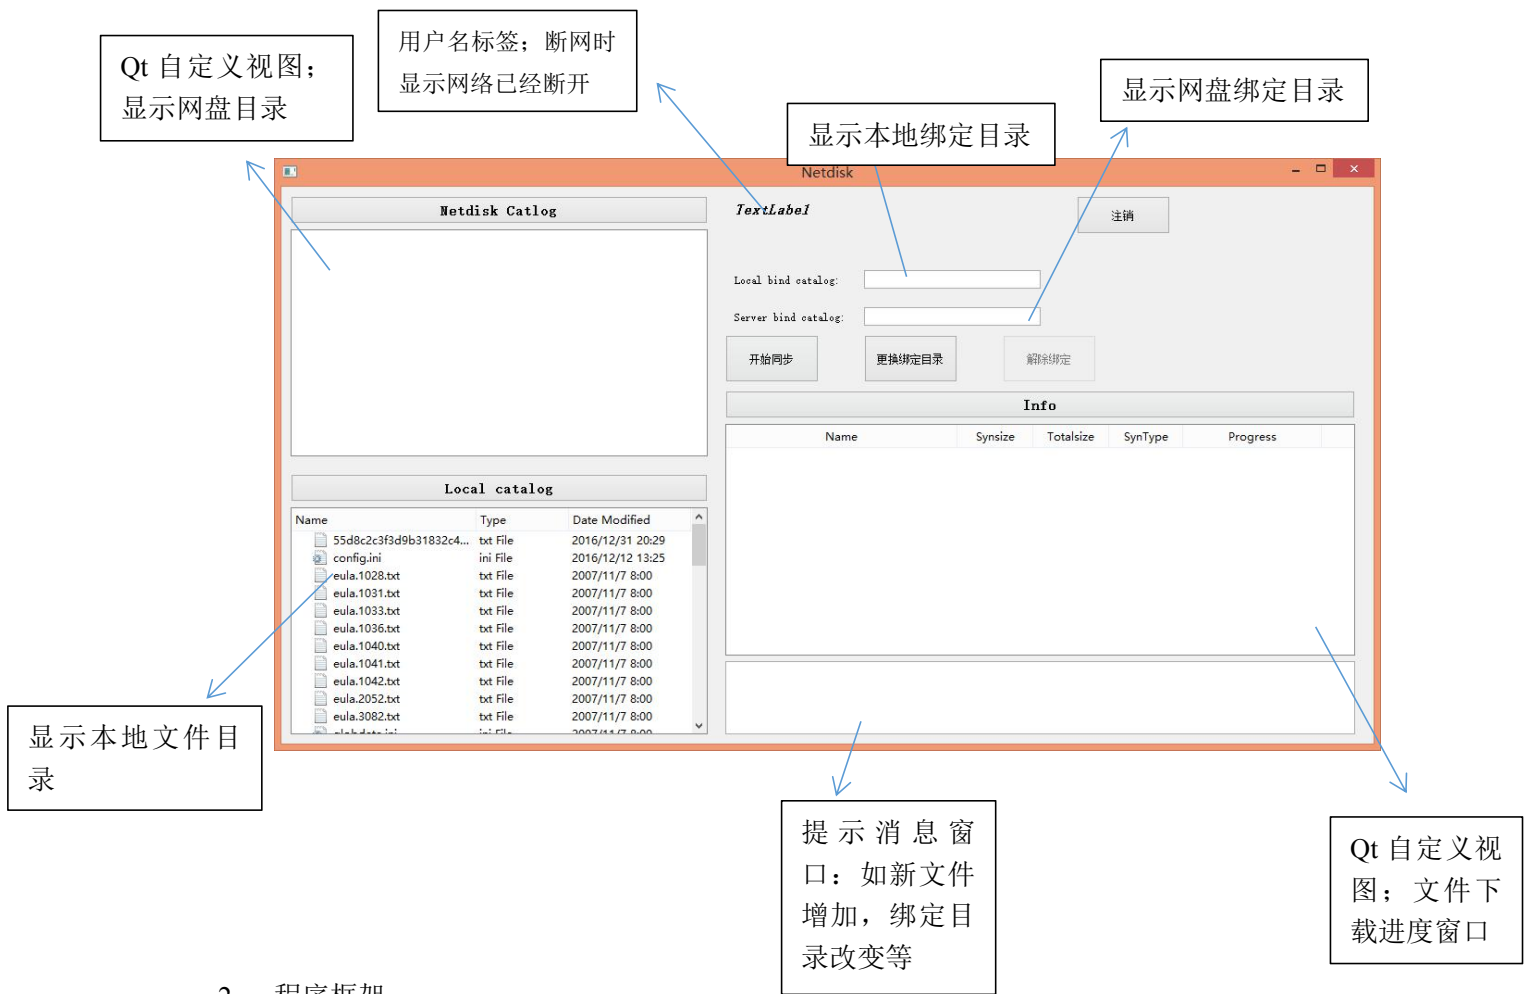 用户名标签；断网时
显示网络已经断开
Qt 自定义视图；
显示网盘目录
显示网盘绑定目录
显示本地绑定目录
Netdisk
Netdisk Catlog
TextLabel
注销
Local bind catalog:
Server bind catalog:
开始同步
更换绑定目录
解除绑定
Info
Name Synsize Totalsize SynType Progress
Local catalog
Name Type Date Modified
55d8c2c3f3d9b31832c4... txt File 2016/12/31 20:29
config.ini ini File 2016/12/12 13:25
eula.1028.txt txt File 2007/11/7 8:00
eula.1031.txt txt File 2007/11/7 8:00
eula.1033.txt txt File 2007/11/7 8:00
eula.1036.txt txt File 2007/11/7 8:00
eula.1040.txt txt File 2007/11/7 8:00
eula.1041.txt txt File 2007/11/7 8:00
eula.1042.txt txt File 2007/11/7 8:00
eula.2052.txt txt File 2007/11/7 8:00
eula.3082.txt txt File 2007/11/7 8:00
ini File 2007/11/7 8:00
显示本地文件目
录
提示消息窗
口：如新文件
增加，绑定目
录改变等
Qt 自定义视
图；文件下
载进度窗口
2 程序框架